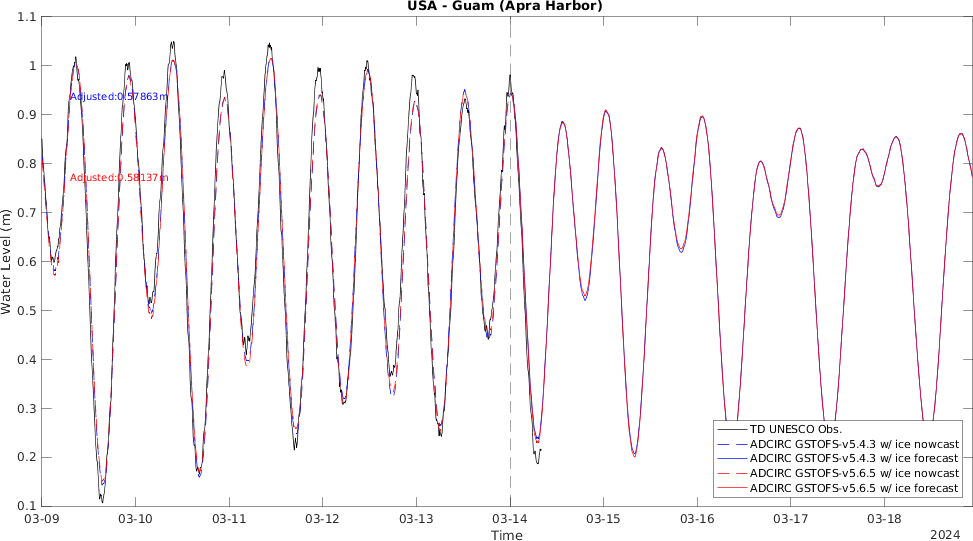 USA - Guam (Apra Harbor)
1.1
1
0.9
0.8
0.7
0.6
0.5
0.4
0.3
0.2
0.1
Water Level (m)
Adjusted:0.57863m
Adjusted:0.58137m
TD UNESCO Obs.
ADCIRC GSTOFS-v5.4.3 w/ ice nowcast
ADCIRC GSTOFS-v5.4.3 w/ ice forecast
ADCIRC GSTOFS-v5.6.5 w/ ice nowcast
ADCIRC GSTOFS-v5.6.5 w/ ice forecast
03-09 03-10 03-11 03-12 03-13 03-14 03-15 03-16 03-17 03-18
Time
2024